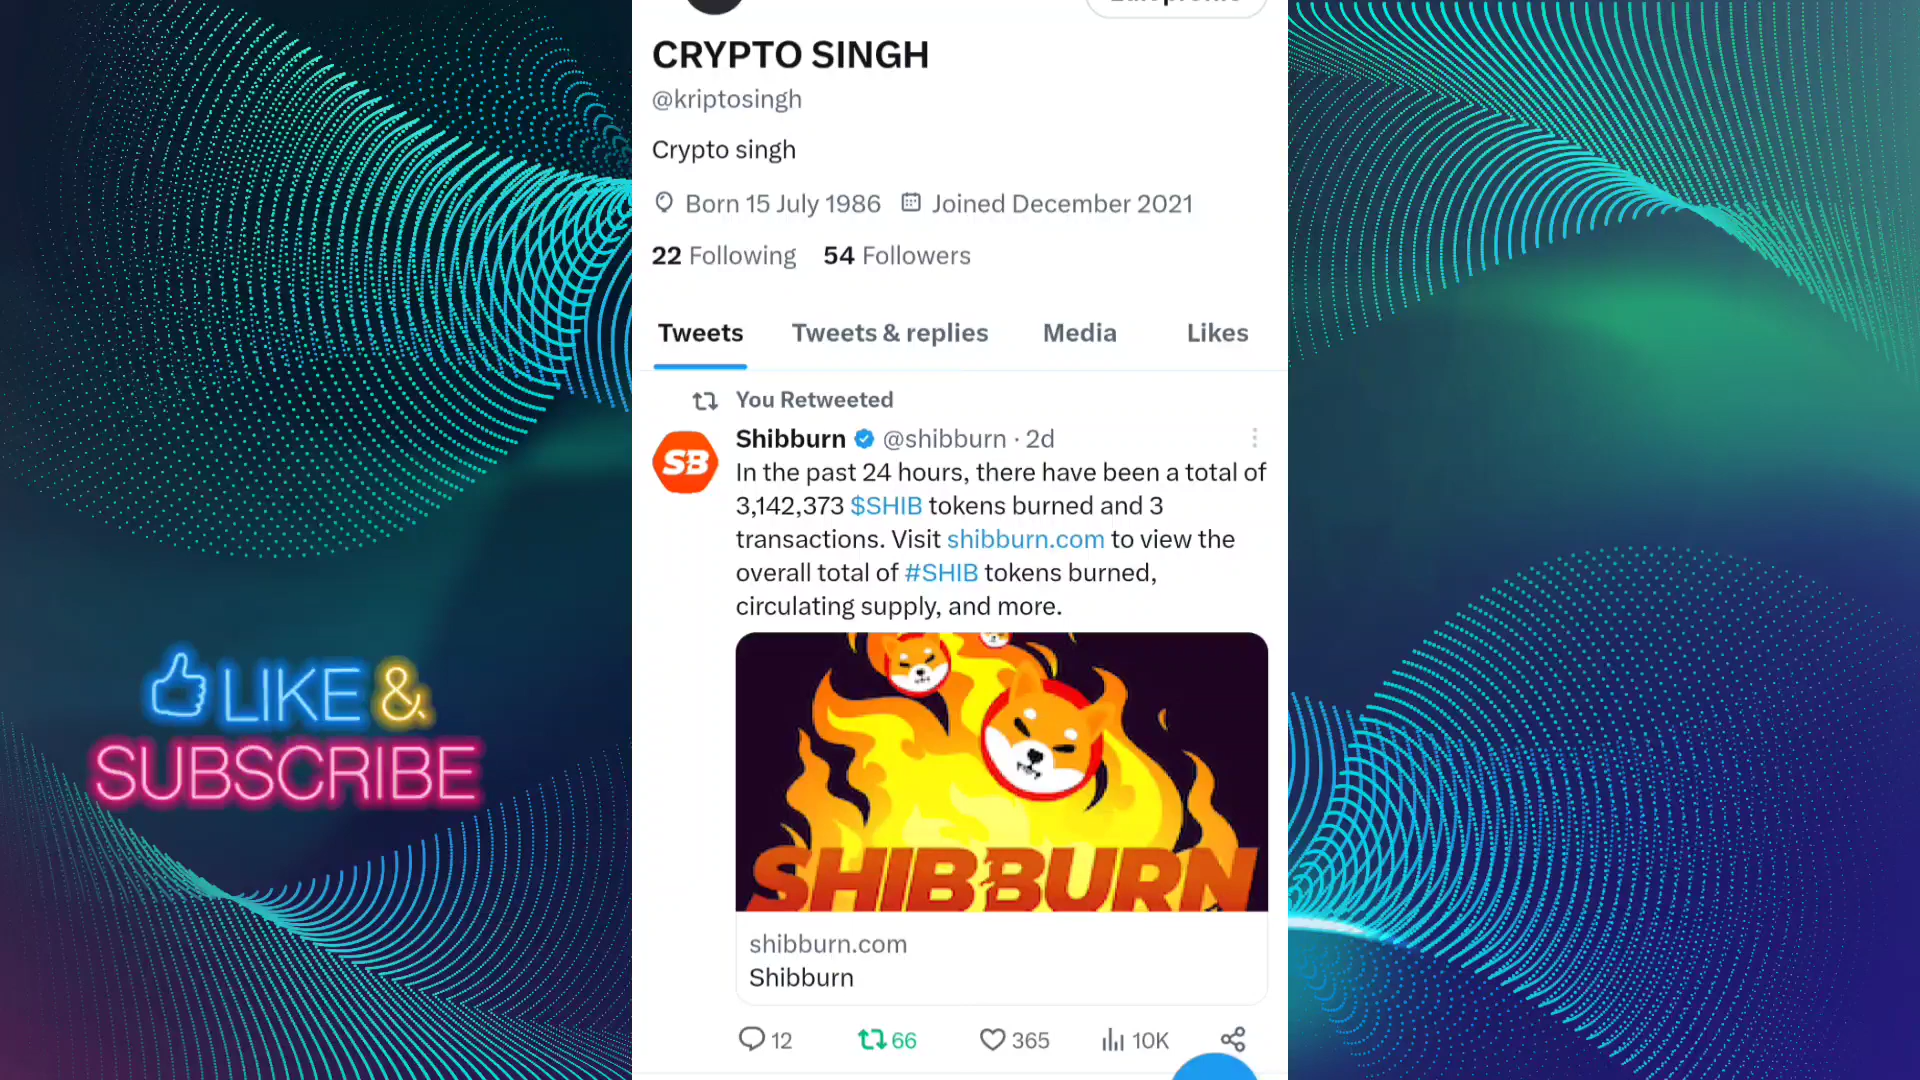 CRYPTO SINGH
@kriptosingh
Crypto singh
Born 15 July 1986 Joined December 2021
22 Following 54 Followers
Tweets Tweets & replies Media Likes
You Retweeted
Shibburn @shibburn · 2d
SB
In the past 24 hours, there have been a total of
3,142,373 $SHIB tokens burned and 3
transactions. Visit shibburn.com to view the
overall total of #SHIB tokens burned,
circulating supply, and more.
SHIBBURN
shibburn.com
Shibburn
12 66 365 10K
LIKE &
SUBSCRIBE